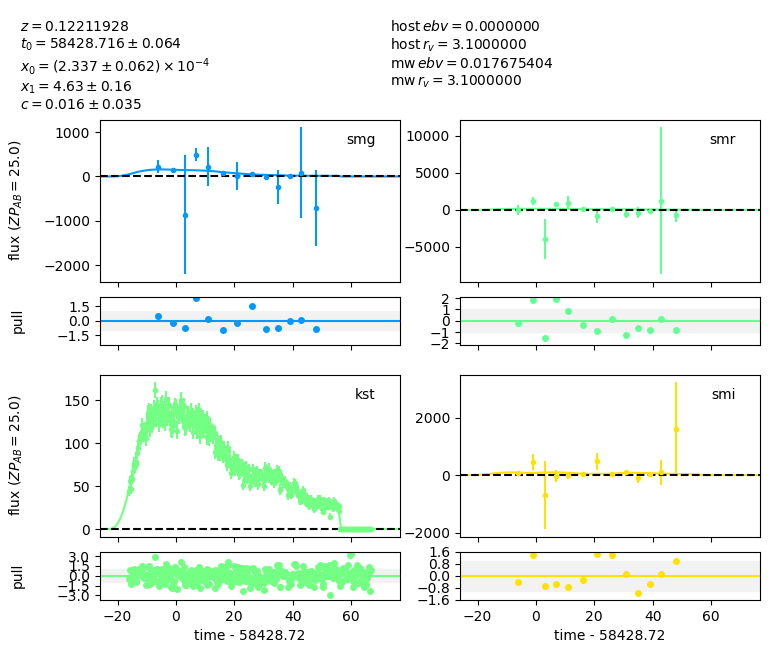 z = 0.12211928
t₀ = 58428.716 ± 0.064
x₀ = (2.337 ± 0.062) × 10⁻⁴
x₁ = 4.63 ± 0.16
c = 0.016 ± 0.035
host ebv = 0.0000000
host r_v = 3.1000000
mw ebv = 0.017675404
mw r_v = 3.1000000
flux (ZP_AB = 25.0)
1000
0
−1000
−2000
smg
10000
5000
0
−5000
smr
pull
1.5
0.0
−1.5
2
1
0
−1
−2
flux (ZP_AB = 25.0)
150
100
50
0
kst
2000
0
−2000
smi
pull
3.0
1.5
0.0
−1.5
−3.0
1.6
0.8
0.0
−0.8
−1.6
−20 0 20 40 60
−20 0 20 40 60
time - 58428.72
time - 58428.72